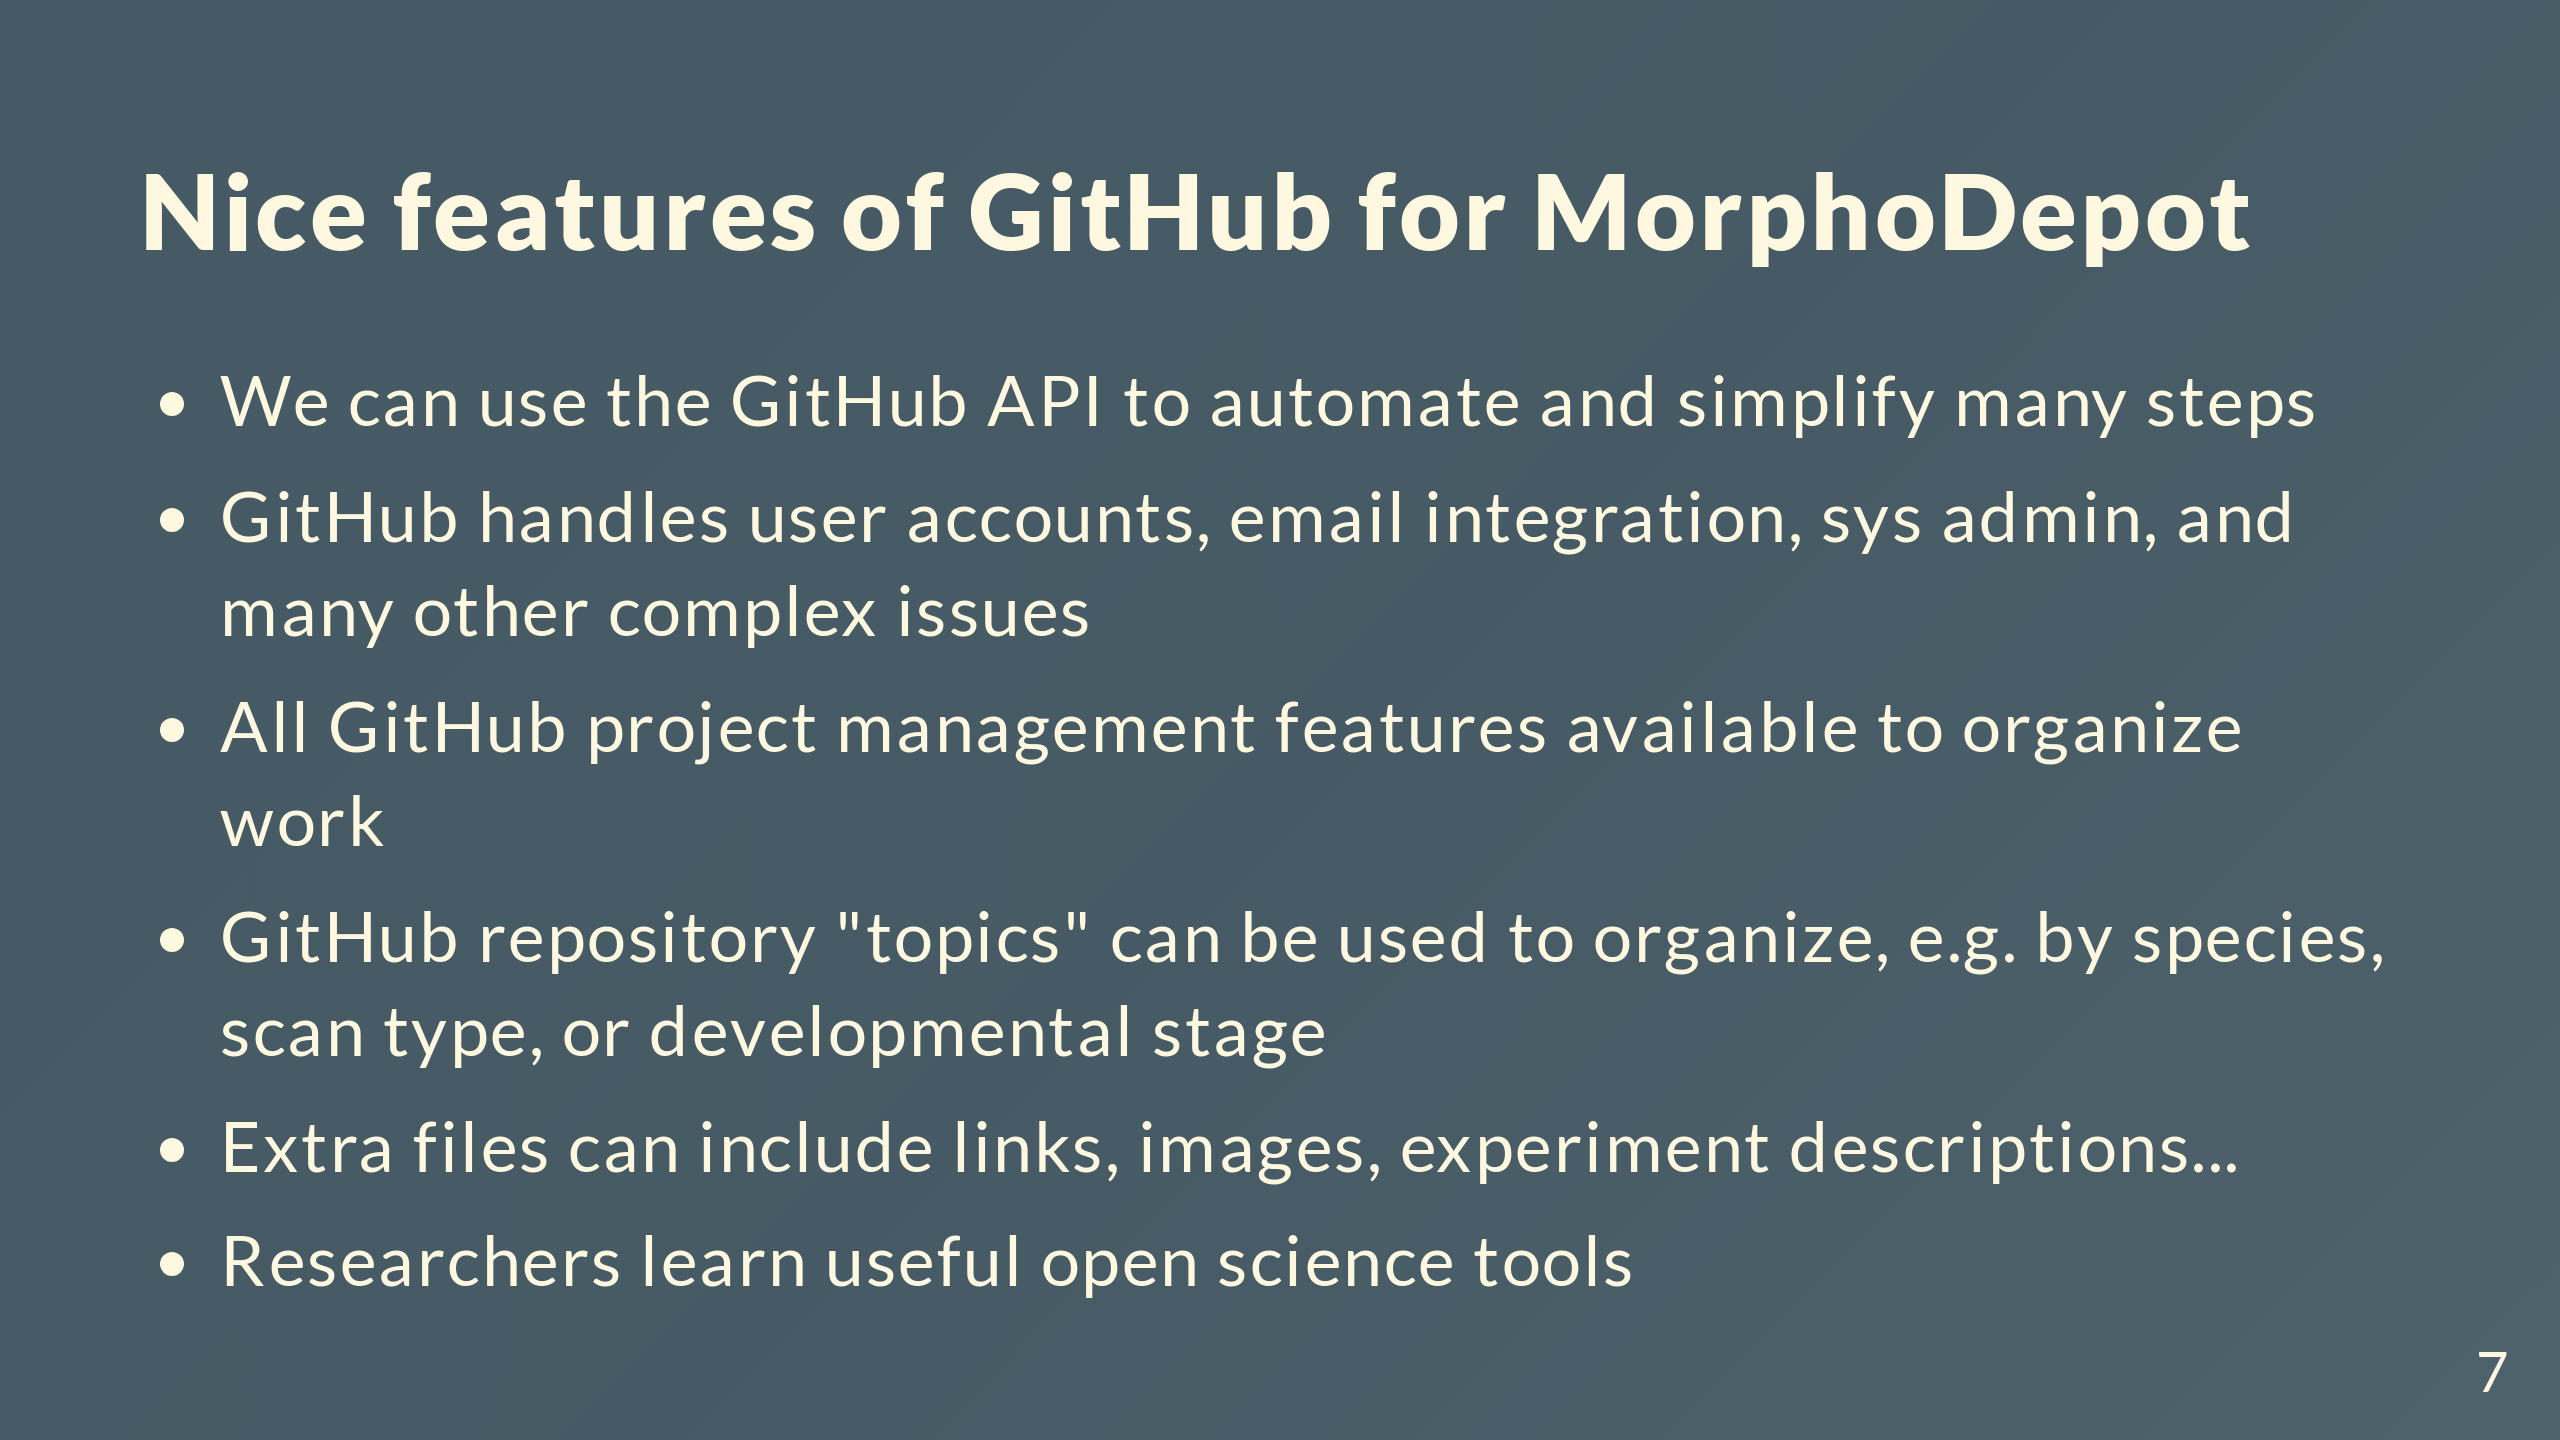 Nice features of GitHub for MorphoDepot
• We can use the GitHub API to automate and simplify many steps
• GitHub handles user accounts, email integration, sys admin, and
many other complex issues
• All GitHub project management features available to organize
work
• GitHub repository "topics" can be used to organize, e.g. by species,
scan type, or developmental stage
• Extra files can include links, images, experiment descriptions...
• Researchers learn useful open science tools
7